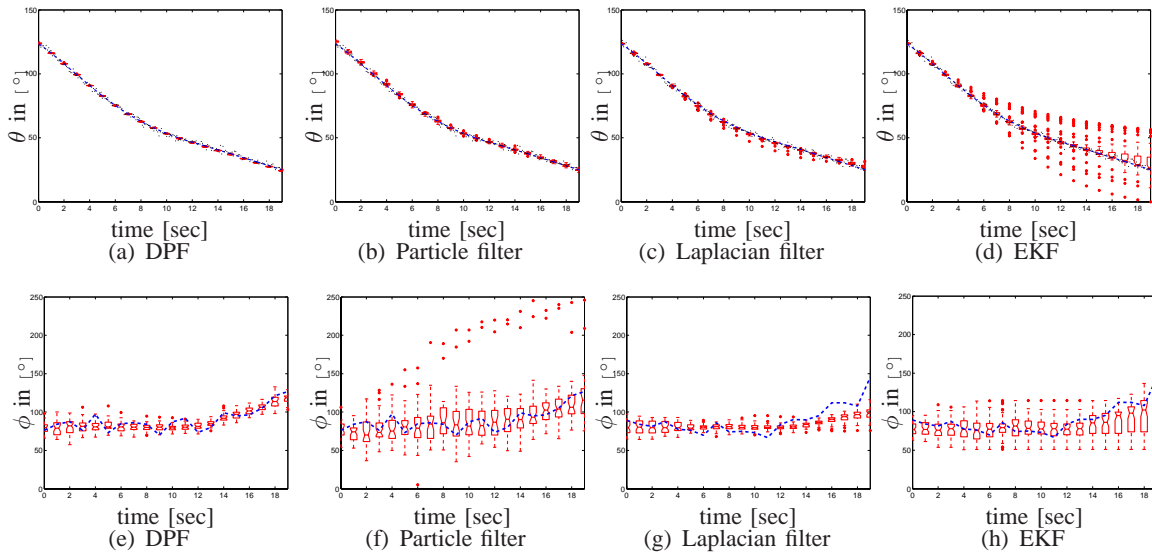 150
100
50
0
θ in [°]
0 2 4 6 8 10 12 14 16 18
time [sec]
(a) DPF
150
100
50
0
θ in [°]
0 2 4 6 8 10 12 14 16 18
time [sec]
(b) Particle filter
150
100
50
0
θ in [°]
0 2 4 6 8 10 12 14 16 18
time [sec]
(c) Laplacian filter
150
100
50
0
θ in [°]
0 2 4 6 8 10 12 14 16 18
time [sec]
(d) EKF
250
200
150
100
50
0
ϕ in [°]
0 2 4 6 8 10 12 14 16 18
time [sec]
(e) DPF
250
200
150
100
50
0
ϕ in [°]
0 2 4 6 8 10 12 14 16 18
time [sec]
(f) Particle filter
250
200
150
100
50
0
ϕ in [°]
0 2 4 6 8 10 12 14 16 18
time [sec]
(g) Laplacian filter
250
200
150
100
50
0
ϕ in [°]
0 2 4 6 8 10 12 14 16 18
time [sec]
(h) EKF